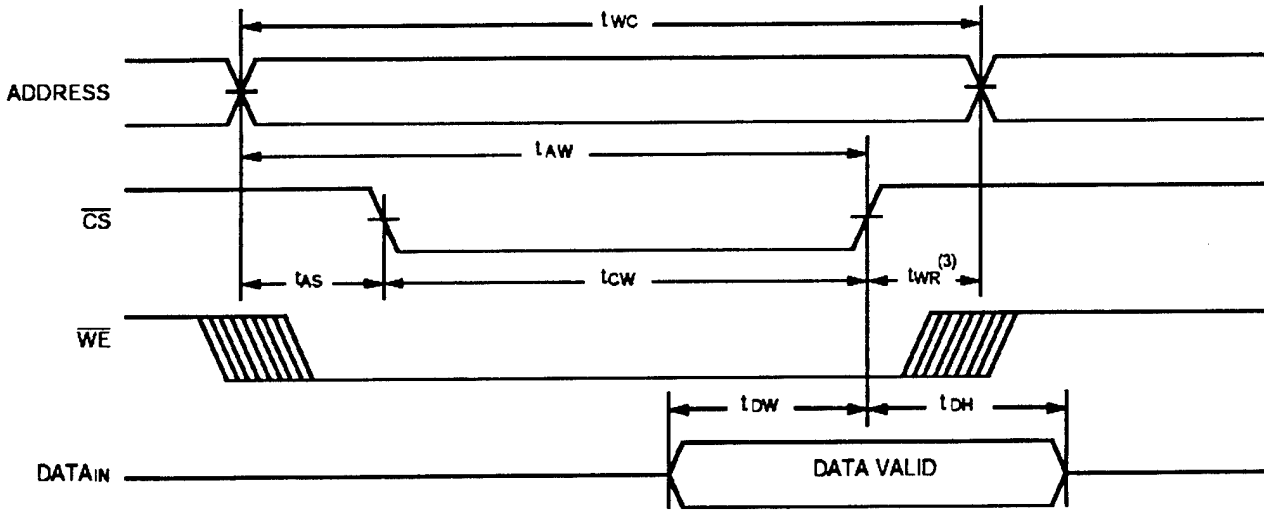 tWC
ADDRESS
tAW
CS
tAS
tCW
tWR(3)
WE
tDW
tDH
DATAIN
DATA VALID